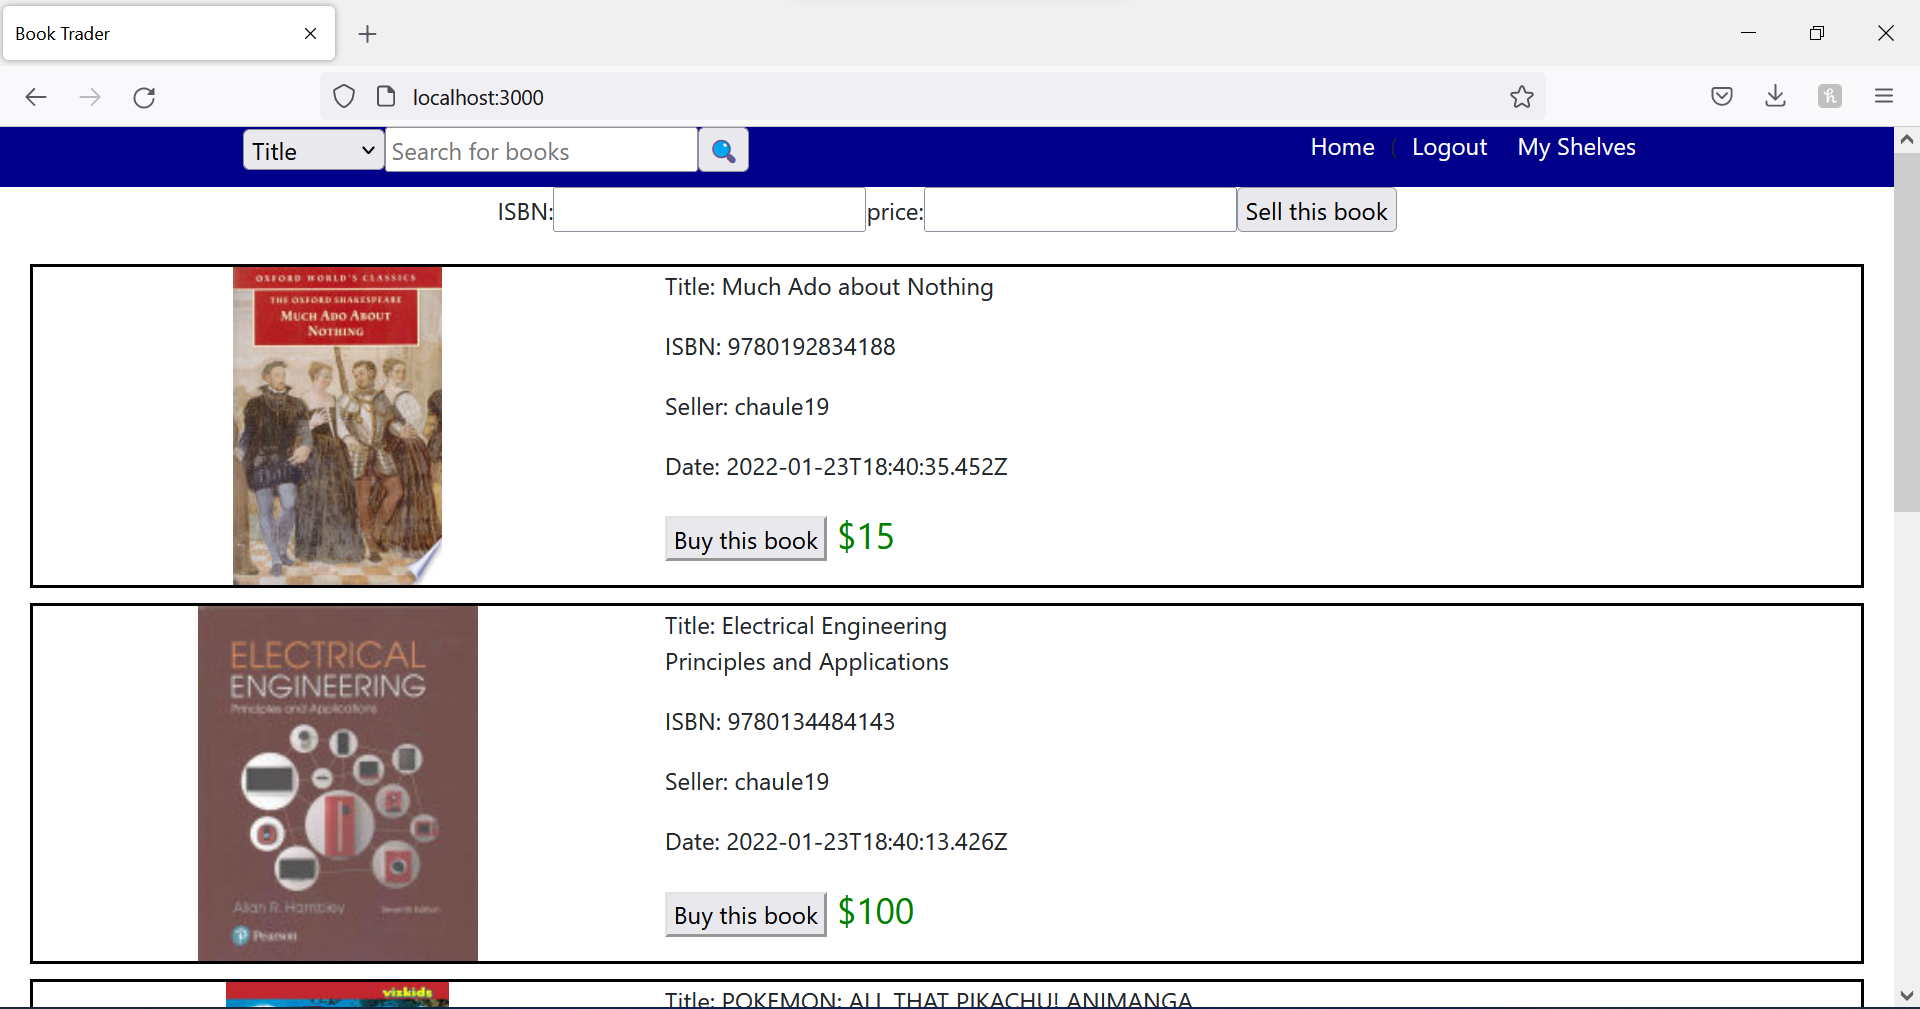 Book Trader
localhost:3000
Title
Search for books
Home ( Logout My Shelves
ISBN: price: Sell this book
OXFORD WORLD'S CLASSICS
THE OXFORD SHAKESPEARE
MUCH ADO ABOUT
NOTHING
Title: Much Ado about Nothing
ISBN: 9780192834188
Seller: chaule19
Date: 2022-01-23T18:40:35.452Z
Buy this book $15
ELECTRICAL
ENGINEERING
Principles and Applications
Allan R. Hambley
Seventh Edition
Pearson
Title: Electrical Engineering
Principles and Applications
ISBN: 9780134484143
Seller: chaule19
Date: 2022-01-23T18:40:13.426Z
Buy this book $100
vizkids
Title: POKEMON: ALL THAT PIKACHU! ANIMANGA